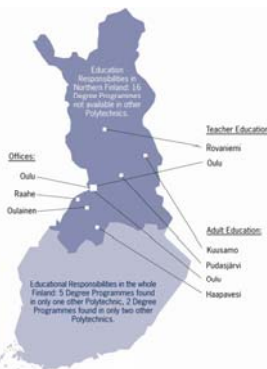 Education
Responsibilities in
Northern Finland: 16
Degree Programmes
not available in other
Polytechnics.
Teacher Education
Rovaniemi
Oulu
Offices:
Oulu
Raahe
Oulainen
Adult Education:
Kuusamo
Pudasjärvi
Oulu
Haapavesi
Educational Responsibilities in the whole
Finland: 5 Degree Programmes found
in only one other Polytechnic, 2 Degree
Programmes found in only two other
Polytechnics.